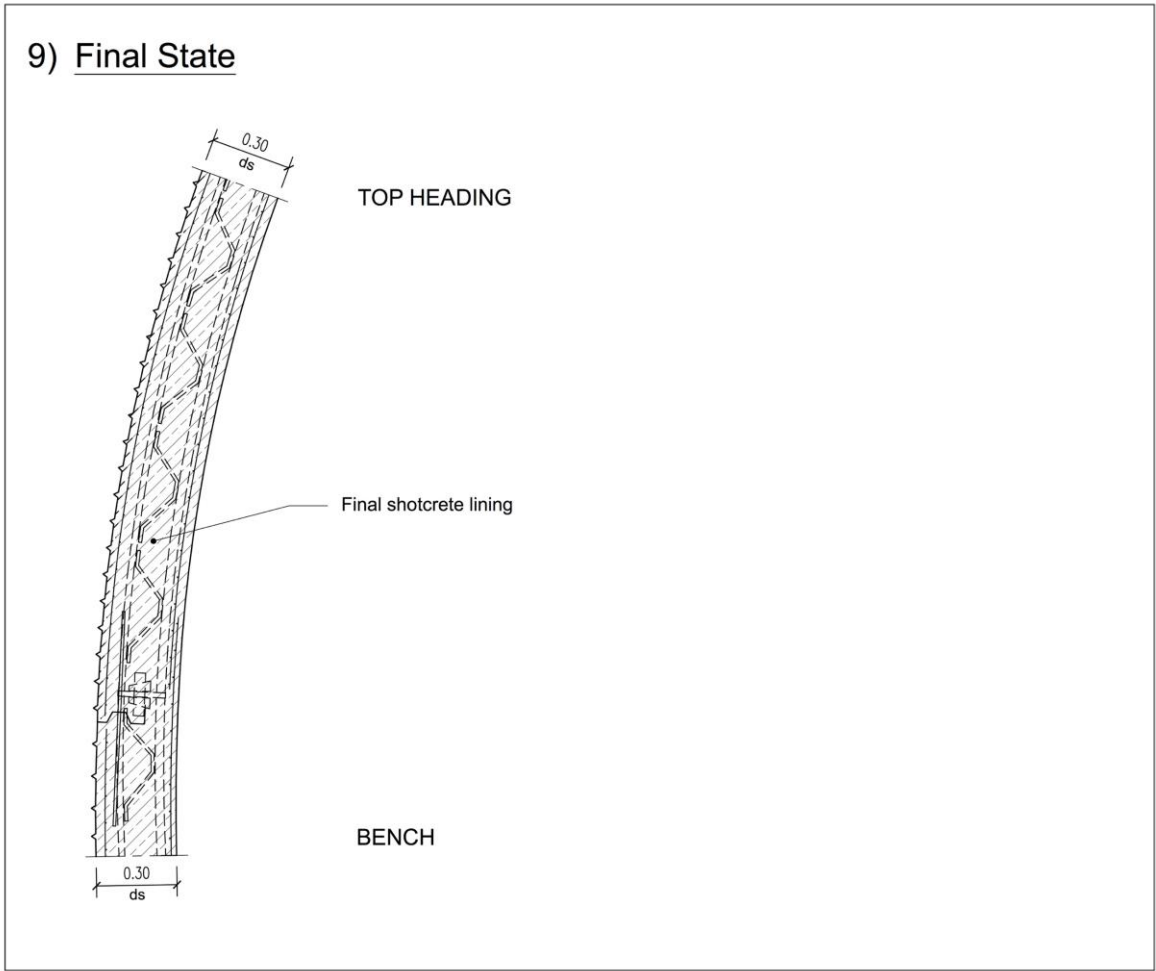 9) Final State
0.30
ds
TOP HEADING
Final shotcrete lining
BENCH
0.30
ds